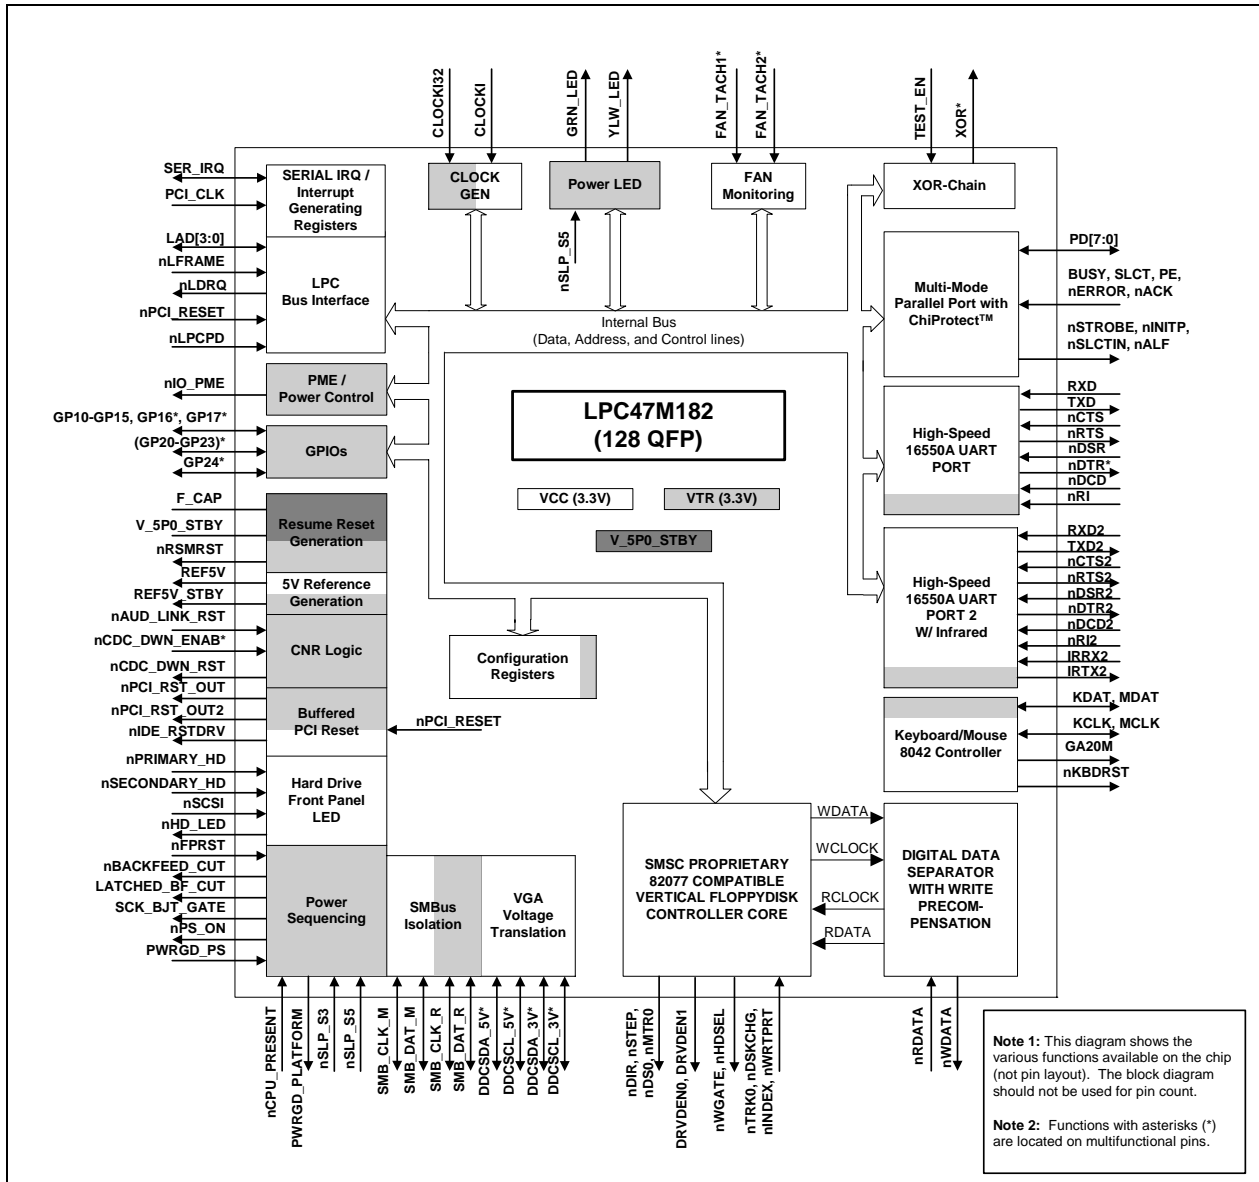 CLOCKI32
CLOCKI
GRN_LED
YLW_LED
FAN_TACH1*
FAN_TACH2*
TEST_EN
XOR*
SER_IRQ
PCI_CLK
LAD[3:0]
nLFRAME
nLDRQ
nPCI_RESET
nLPCPD
nIO_PME
GP10-GP15, GP16*, GP17*
(GP20-GP23)*
GP24*
F_CAP
V_5P0_STBY
nRSMRST
REF5V
REF5V_STBY
nAUD_LINK_RST
nCDC_DWN_ENAB*
nCDC_DWN_RST
nPCI_RST_OUT
nPCI_RST_OUT2
nIDE_RSTDRV
nPRIMARY_HD
nSECONDARY_HD
nSCSI
nHD_LED
nFPRST
nBACKFEED_CUT
LATCHED_BF_CUT
SCK_BJT_GATE
nPS_ON
PWRGD_PS
SERIAL IRQ /
Interrupt
Generating
Registers
LPC
Bus Interface
PME /
Power Control
GPIOs
Resume Reset
Generation
5V Reference
Generation
CNR Logic
Buffered
PCI Reset
nPCI_RESET
Hard Drive
Front Panel
LED
Power
Sequencing
SMBus
Isolation
VGA
Voltage
Translation
CLOCK
GEN
Power LED
nSLP_S5
FAN
Monitoring
XOR-Chain
Internal Bus
(Data, Address, and Control lines)
LPC47M182
(128 QFP)
VCC (3.3V)
VTR (3.3V)
V_5P0_STBY
Configuration
Registers
Multi-Mode
Parallel Port with
ChiProtect™
High-Speed
16550A UART
PORT
High-Speed
16550A UART
PORT 2
W/ Infrared
Keyboard/Mouse
8042 Controller
SMSC PROPRIETARY
82077 COMPATIBLE
VERTICAL FLOPPYDISK
CONTROLLER CORE
WDATA
WCLOCK
RCLOCK
RDATA
DIGITAL DATA
SEPARATOR
WITH WRITE
PRECOM-
PENSATION
PD[7:0]
BUSY, SLCT, PE,
nERROR, nACK
nSTROBE, nINITP,
nSLCTIN, nALF
RXD
TXD
nCTS
nRTS
nDSR
nDTR*
nDCD
nRI
RXD2
TXD2
nCTS2
nRTS2
nDSR2
nDTR2
nDCD2
nRI2
IRRX2
IRTX2
KDAT, MDAT
KCLK, MCLK
GA20M
nKBDRST
nCPU_PRESENT
PWRGD_PLATFORM
nSLP_S3
nSLP_S5
SMB_CLK_M
SMB_DAT_M
SMB_CLK_R
SMB_DAT_R
DDCSDA_5V*
DDCSCL_5V*
DDCSDA_3V*
DDCSCL_3V*
nDIR, nSTEP,
nDS0, nMTR0
DRVDEN0, DRVDEN1
nWGATE, nHDSEL
nTRK0, nDSKCHG,
nINDEX, nWRTPRT
nRDATA
nWDATA
Note 1: This diagram shows the
various functions available on the chip
(not pin layout). The block diagram
should not be used for pin count.
Note 2: Functions with asterisks (*)
are located on multifunctional pins.